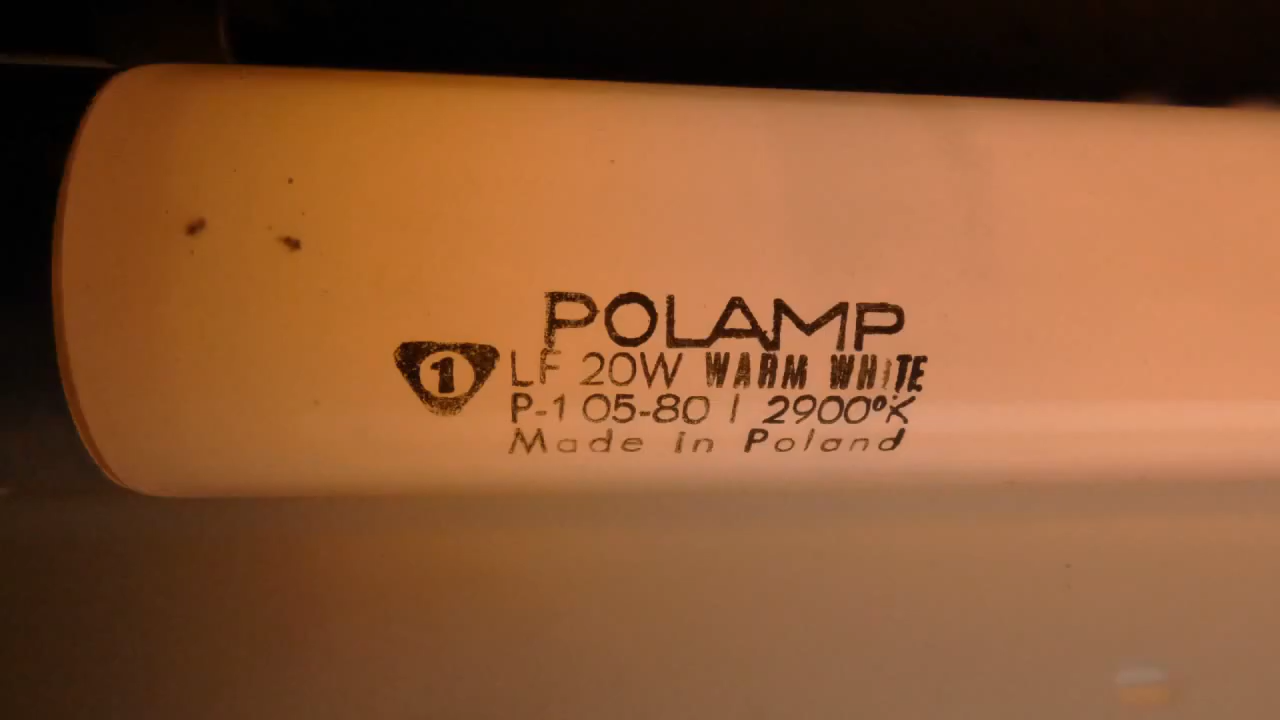 POLAMP
1 LF 20W WARM WHITE
P-1 05-80 | 2900°K
Made in Poland